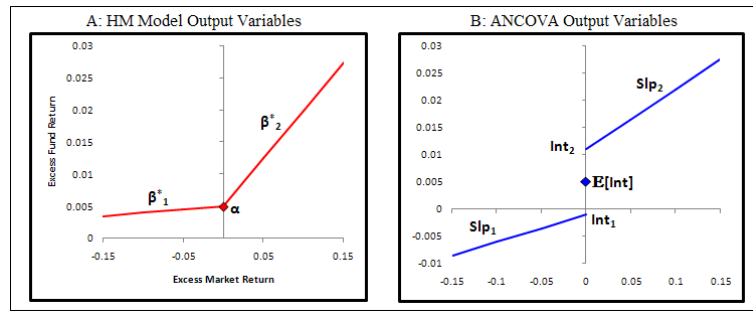 A: HM Model Output Variables
0.03
0.025
0.02
0.015
0.01
0.005
0
-0.15
-0.05
0.05
0.15
Excess Fund Return
Excess Market Return
β*1
β*2
α
B: ANCOVA Output Variables
0.03
0.025
0.02
0.015
0.01
0.005
0
-0.005
-0.01
-0.15
-0.1
-0.05
0
0.05
0.1
0.15
Slp2
Int2
E[Int]
Int1
Slp1